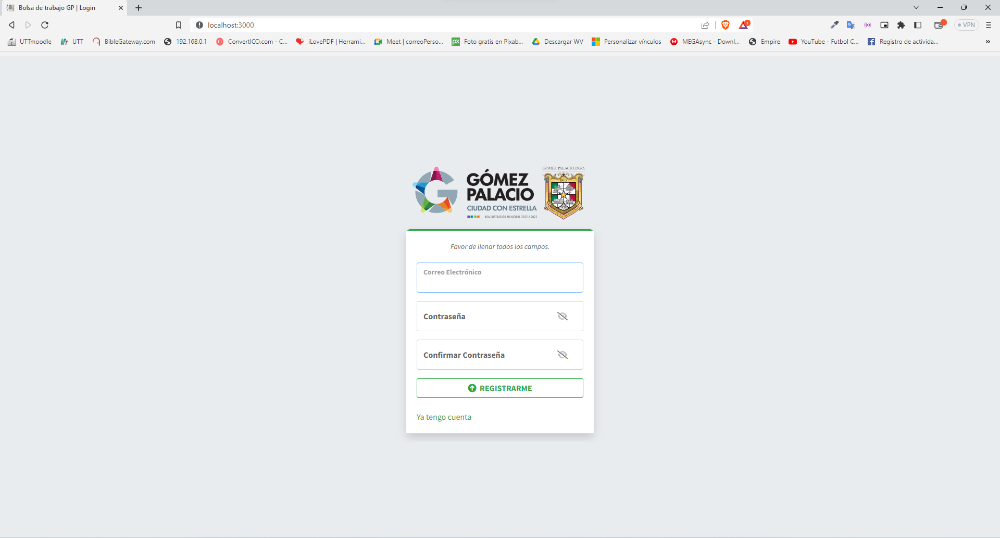 Bolsa de trabajo GP | Login
localhost:3000
1
VPN
UTTmoodle
UTT
BibleGateway.com
192.168.0.1
ConvertICO.com - C...
iLovePDF | Herrami...
Meet | correoPerso...
Foto gratis en Pixab...
Descargar WV
Personalizar vínculos
MEGAsync - Downl...
Empire
YouTube - Futbol C...
Registro de activida...
»
GÓMEZ
PALACIO
CIUDAD CON ESTRELLA
ADMINISTRACIÓN MUNICIPAL 2022 | 2025
GÓMEZ PALACIO, DGO.
1905
Favor de llenar todos los campos.
Correo Electrónico
Contraseña
Confirmar Contraseña
REGISTRARME
Ya tengo cuenta